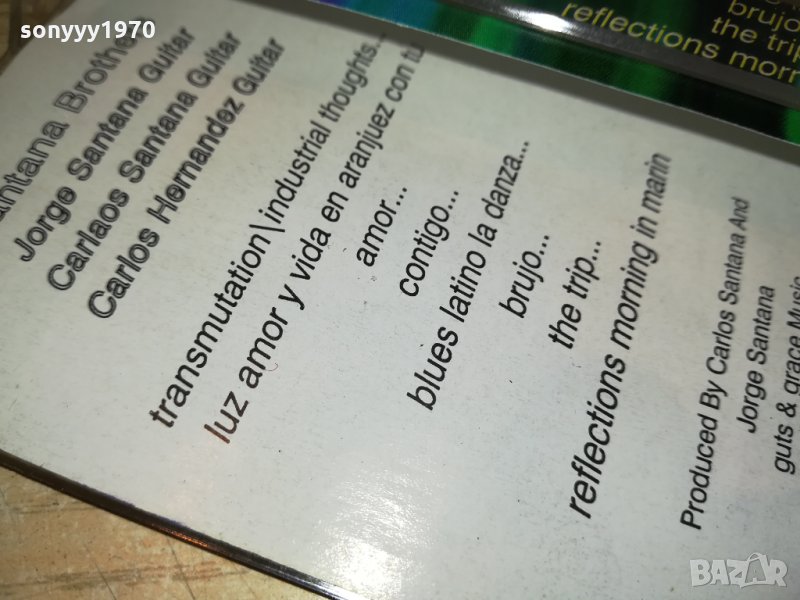 sonyyy1970
brujo
the trip
reflections morn
Santana Brothe
Jorge Santana Guitar
Carlaos Santana Guitar
Carlos Hernandez Guitar
transmutation\industrial thoughts...
luz amor y vida en aranjuez con tu
amor...
contigo...
blues latino la danza...
brujo...
the trip...
reflections morning in marin
Produced By Carlos Santana And
Jorge Santana
guts & grace Music
BAZAR